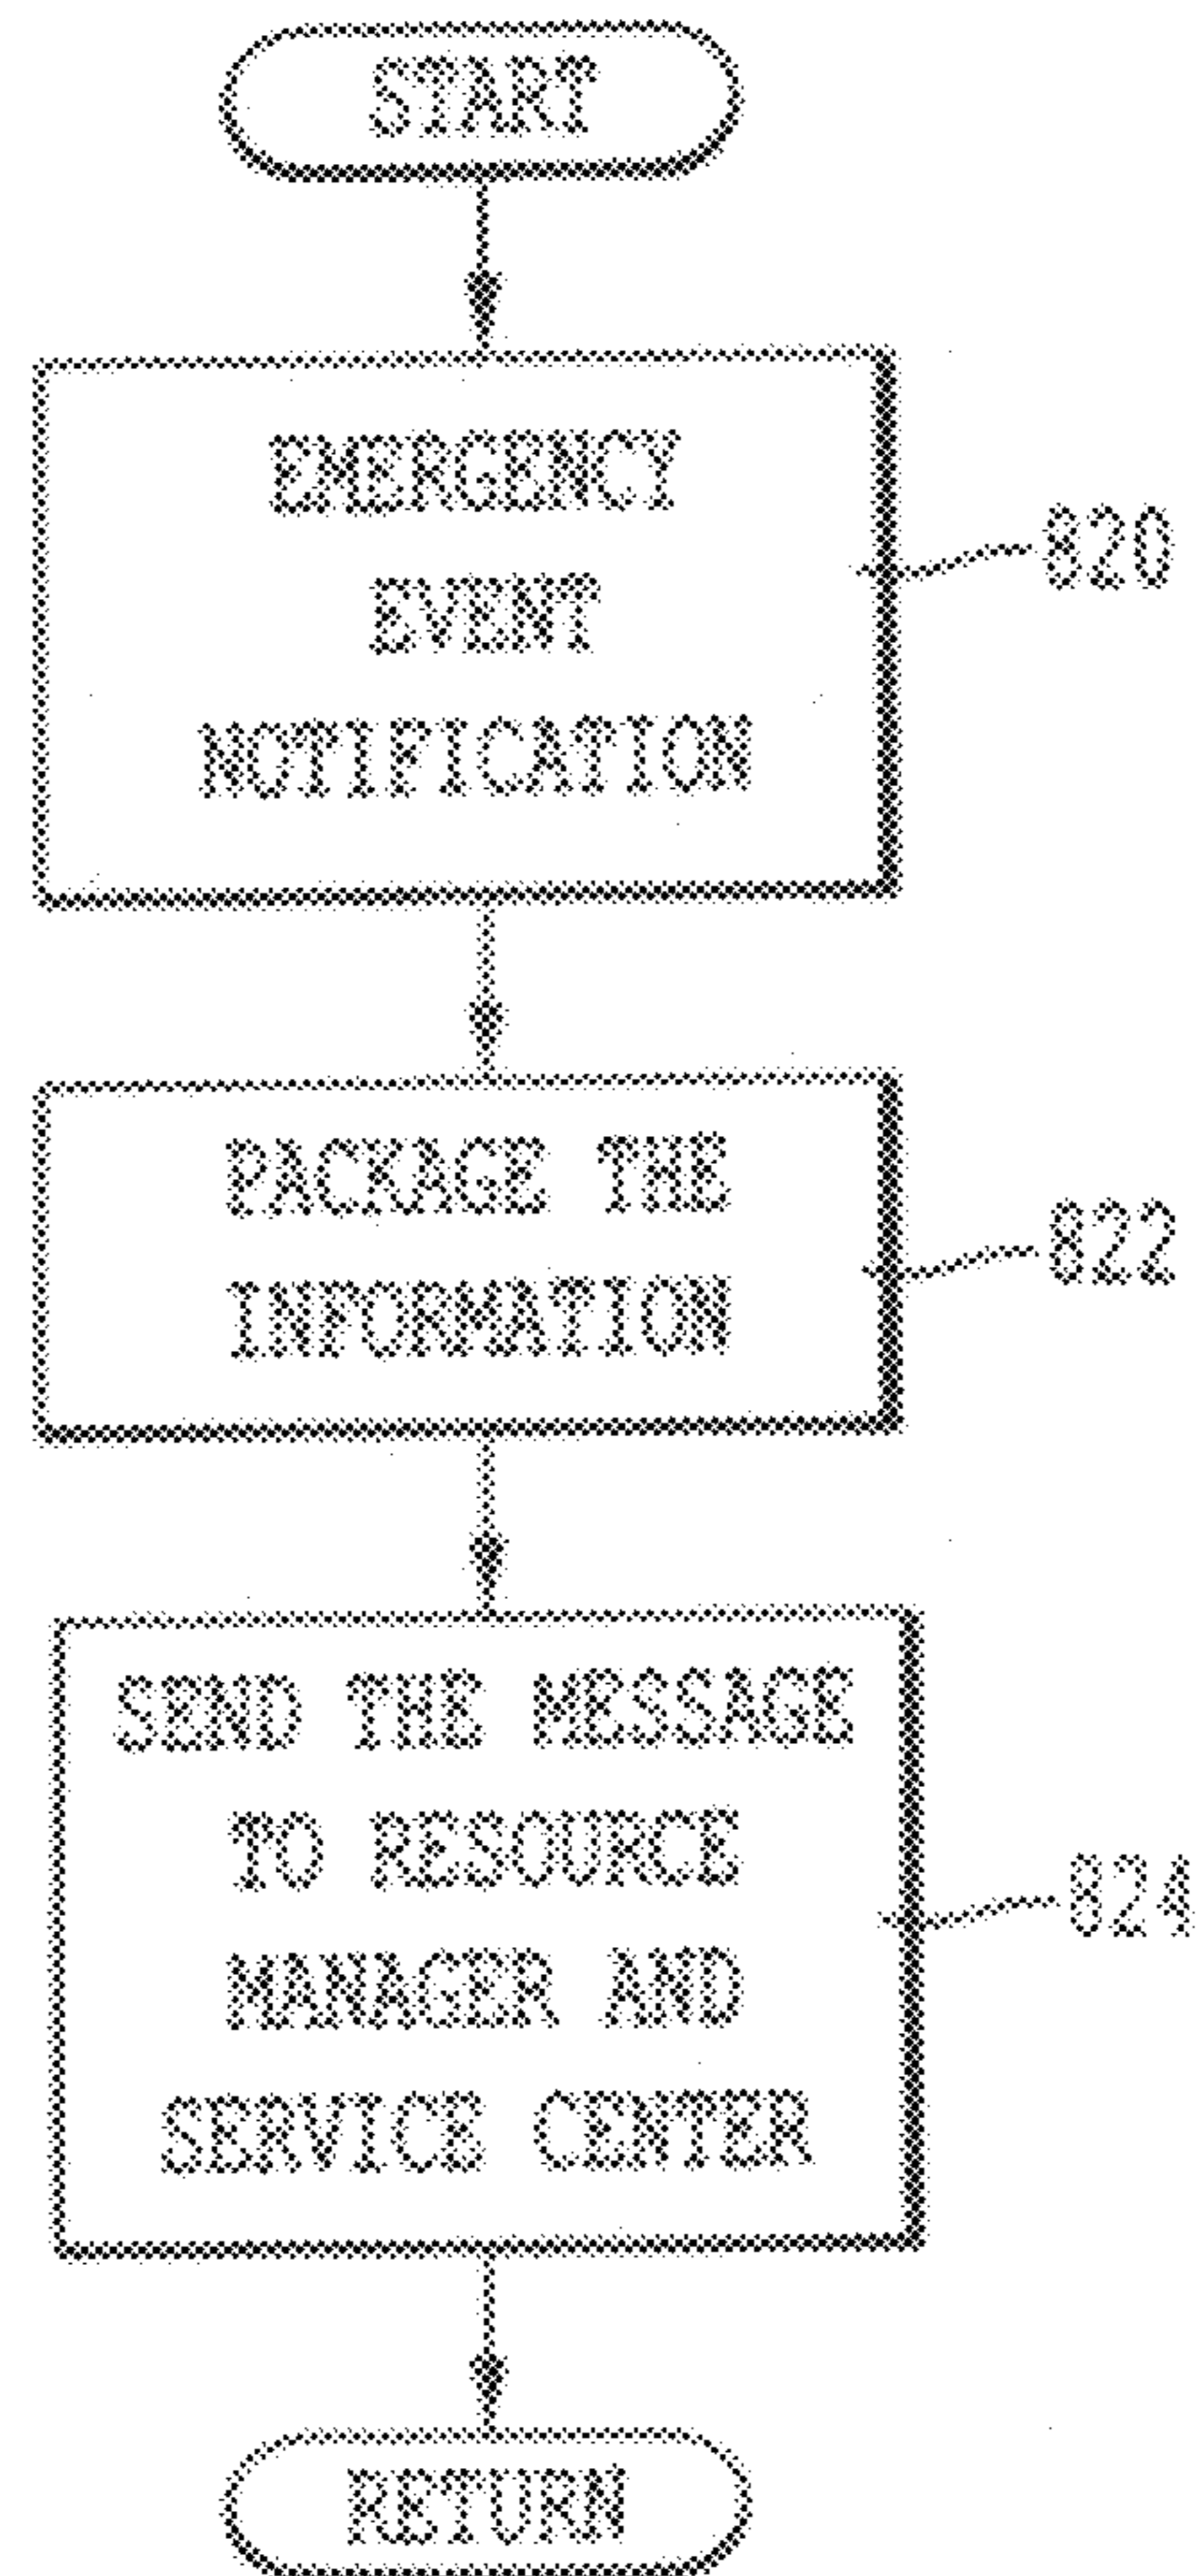 START
EMERGENCY
EVENT
NOTIFICATION
820
PACKAGE THE
INFORMATION
822
SEND THE MESSAGE
TO RESOURCE
MANAGER AND
SERVICE CENTER
824
RETURN